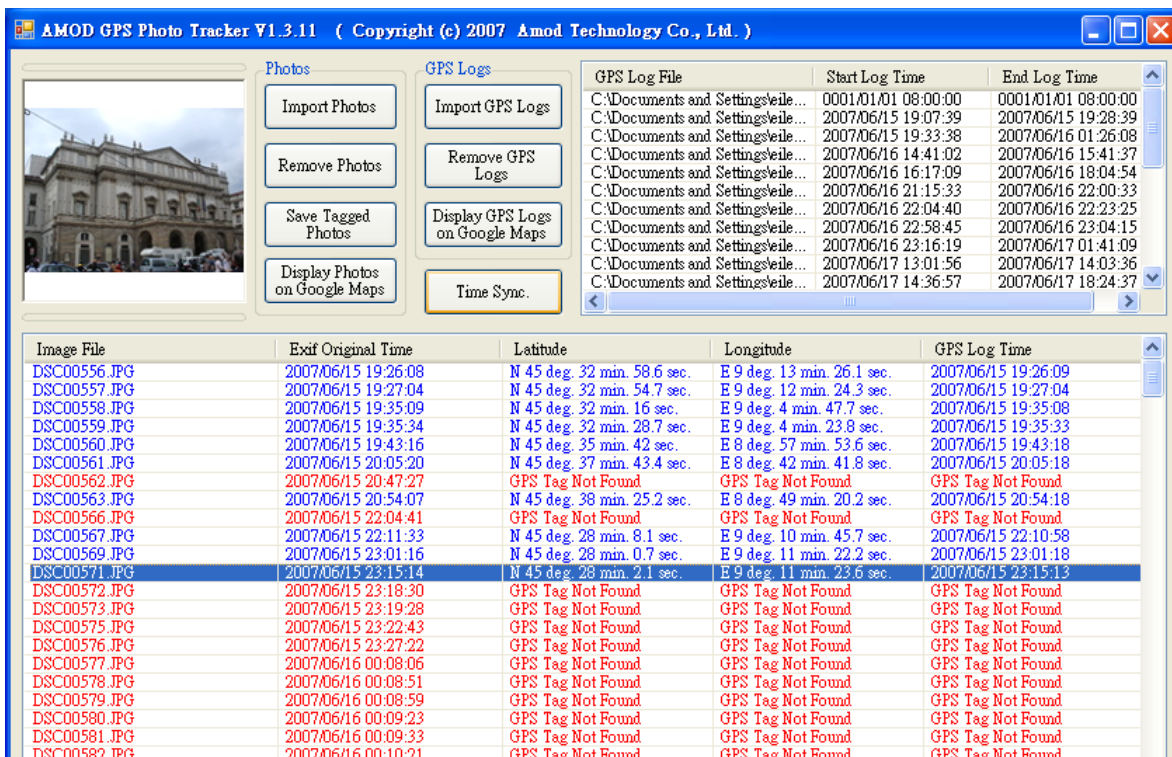 AMOD GPS Photo Tracker V1.3.11 ( Copyright (c) 2007 Amod Technology Co., Ltd. )
Photos
Import Photos
Remove Photos
Save Tagged
Photos
Display Photos
on Google Maps
GPS Logs
Import GPS Logs
Remove GPS
Logs
Display GPS Logs
on Google Maps
Time Sync.
GPS Log File Start Log Time End Log Time
C:\Documents and Settings\eile... 0001/01/01 08:00:00 0001/01/01 08:00:00
C:\Documents and Settings\eile... 2007/06/15 19:07:39 2007/06/15 19:28:39
C:\Documents and Settings\eile... 2007/06/15 19:33:38 2007/06/16 01:26:08
C:\Documents and Settings\eile... 2007/06/16 14:41:02 2007/06/16 15:41:37
C:\Documents and Settings\eile... 2007/06/16 16:17:09 2007/06/16 18:04:54
C:\Documents and Settings\eile... 2007/06/16 21:15:33 2007/06/16 22:00:33
C:\Documents and Settings\eile... 2007/06/16 22:04:40 2007/06/16 22:23:25
C:\Documents and Settings\eile... 2007/06/16 22:58:45 2007/06/16 23:04:15
C:\Documents and Settings\eile... 2007/06/16 23:16:19 2007/06/17 01:41:09
C:\Documents and Settings\eile... 2007/06/17 13:01:56 2007/06/17 14:03:36
C:\Documents and Settings\eile... 2007/06/17 14:36:57 2007/06/17 18:24:37
Image File Exif Original Time Latitude Longitude GPS Log Time
DSC00556.JPG 2007/06/15 19:26:08 N 45 deg. 32 min. 58.6 sec. E 9 deg. 13 min. 26.1 sec. 2007/06/15 19:26:09
DSC00557.JPG 2007/06/15 19:27:04 N 45 deg. 32 min. 54.7 sec. E 9 deg. 12 min. 24.3 sec. 2007/06/15 19:27:04
DSC00558.JPG 2007/06/15 19:35:09 N 45 deg. 32 min. 16 sec. E 9 deg. 4 min. 47.7 sec. 2007/06/15 19:35:08
DSC00559.JPG 2007/06/15 19:35:34 N 45 deg. 32 min. 28.7 sec. E 9 deg. 4 min. 23.8 sec. 2007/06/15 19:35:33
DSC00560.JPG 2007/06/15 19:43:16 N 45 deg. 35 min. 42 sec. E 8 deg. 57 min. 53.6 sec. 2007/06/15 19:43:18
DSC00561.JPG 2007/06/15 20:05:20 N 45 deg. 37 min. 43.4 sec. E 8 deg. 42 min. 41.8 sec. 2007/06/15 20:05:18
DSC00562.JPG 2007/06/15 20:47:27 GPS Tag Not Found GPS Tag Not Found GPS Tag Not Found
DSC00563.JPG 2007/06/15 20:54:07 N 45 deg. 38 min. 25.2 sec. E 8 deg. 49 min. 20.2 sec. 2007/06/15 20:54:18
DSC00566.JPG 2007/06/15 22:04:41 GPS Tag Not Found GPS Tag Not Found GPS Tag Not Found
DSC00567.JPG 2007/06/15 22:11:33 N 45 deg. 28 min. 8.1 sec. E 9 deg. 10 min. 45.7 sec. 2007/06/15 22:10:58
DSC00569.JPG 2007/06/15 23:01:16 N 45 deg. 28 min. 0.7 sec. E 9 deg. 11 min. 22.2 sec. 2007/06/15 23:01:18
DSC00571.JPG 2007/06/15 23:15:14 N 45 deg. 28 min. 2.1 sec. E 9 deg. 11 min. 23.6 sec. 2007/06/15 23:15:13
DSC00572.JPG 2007/06/15 23:18:30 GPS Tag Not Found GPS Tag Not Found GPS Tag Not Found
DSC00573.JPG 2007/06/15 23:19:28 GPS Tag Not Found GPS Tag Not Found GPS Tag Not Found
DSC00575.JPG 2007/06/15 23:22:43 GPS Tag Not Found GPS Tag Not Found GPS Tag Not Found
DSC00576.JPG 2007/06/15 23:27:22 GPS Tag Not Found GPS Tag Not Found GPS Tag Not Found
DSC00577.JPG 2007/06/16 00:08:06 GPS Tag Not Found GPS Tag Not Found GPS Tag Not Found
DSC00578.JPG 2007/06/16 00:08:51 GPS Tag Not Found GPS Tag Not Found GPS Tag Not Found
DSC00579.JPG 2007/06/16 00:08:59 GPS Tag Not Found GPS Tag Not Found GPS Tag Not Found
DSC00580.JPG 2007/06/16 00:09:23 GPS Tag Not Found GPS Tag Not Found GPS Tag Not Found
DSC00581.JPG 2007/06/16 00:09:33 GPS Tag Not Found GPS Tag Not Found GPS Tag Not Found
DSC00582.JPG 2007/06/16 00:10:21 GPS Tag Not Found GPS Tag Not Found GPS Tag Not Found